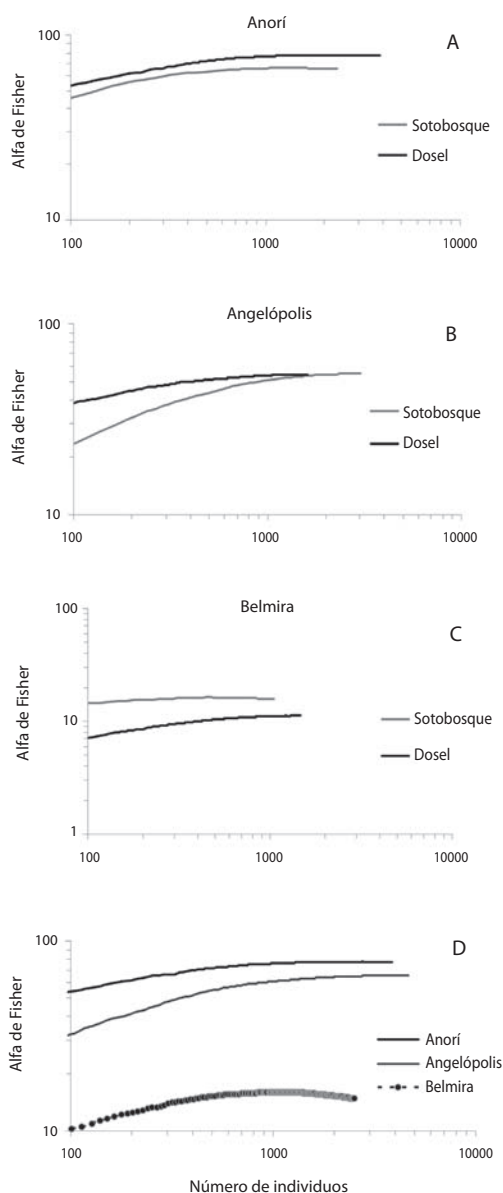 Anorí
A
100
Alfa de Fisher
Sotobosque
Dosel
10
100
1000
10000
Angelópolis
B
100
Alfa de Fisher
Sotobosque
Dosel
10
100
1000
10000
Belmira
C
100
Alfa de Fisher
10
Sotobosque
Dosel
1
100
1000
10000
D
100
Alfa de Fisher
Anorí
Angelópolis
Belmira
10
100
1000
10000
Número de individuos